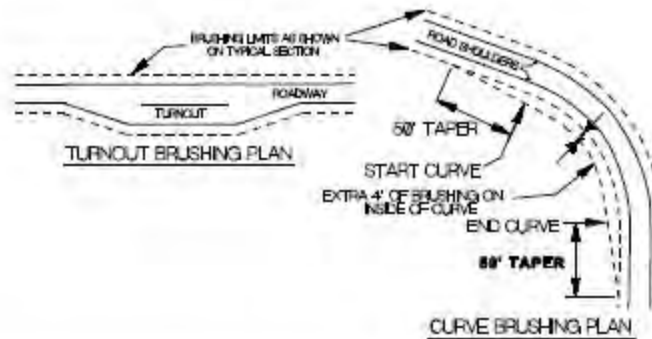 BRUSHING LIMITS AS SHOWN
ON TYPICAL SECTION
ROADWAY
TURNOUT
TURNOUT BRUSHING PLAN
ROAD SHOULDERS
50' TAPER
START CURVE
EXTRA 4' OF BRUSHING ON
INSIDE OF CURVE
END CURVE
50' TAPER
CURVE BRUSHING PLAN